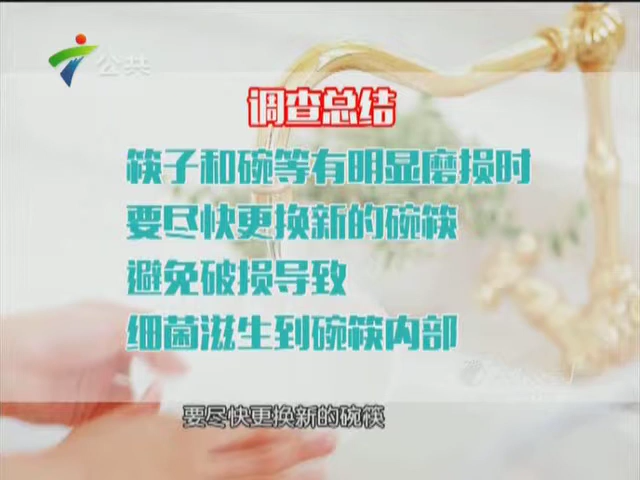 公共
调查总结
筷子和碗等有明显磨损时
要尽快更换新的碗筷
避免破损导致
细菌滋生到碗筷内部
要尽快更换新的碗筷